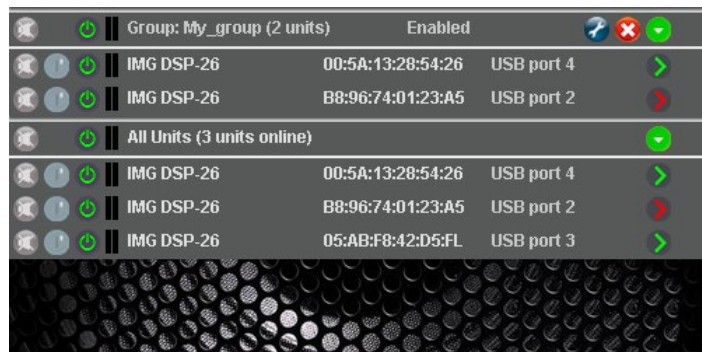 Group: My_group (2 units) Enabled
IMG DSP-26 00:5A:13:28:54:26 USB port 4
IMG DSP-26 B8:96:74:01:23:A5 USB port 2
All Units (3 units online)
IMG DSP-26 00:5A:13:28:54:26 USB port 4
IMG DSP-26 B8:96:74:01:23:A5 USB port 2
IMG DSP-26 05:AB:F8:42:D5:FL USB port 3